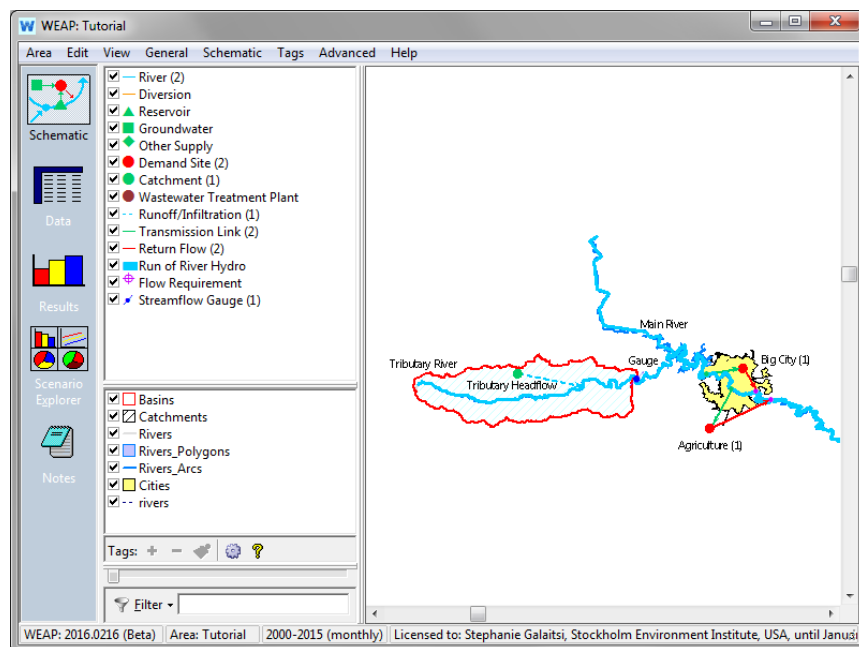 WEAP: Tutorial
Area Edit View General Schematic Tags Advanced Help
Schematic
Data
Results
Scenario
Explorer
Notes
River (2)
Diversion
Reservoir
Groundwater
Other Supply
Demand Site (2)
Catchment (1)
Wastewater Treatment Plant
Runoff/Infiltration (1)
Transmission Link (2)
Return Flow (2)
Run of River Hydro
Flow Requirement
Streamflow Gauge (1)
Basins
Catchments
Rivers
Rivers_Polygons
Rivers_Arcs
Cities
rivers
Tags:
Filter
Main River
Tributary River
Gauge
Big City (1)
Tributary Headflow
Agriculture (1)
WEAP: 2016.0216 (Beta) Area: Tutorial 2000-2015 (monthly) Licensed to: Stephanie Galaitsi, Stockholm Environment Institute, USA, until